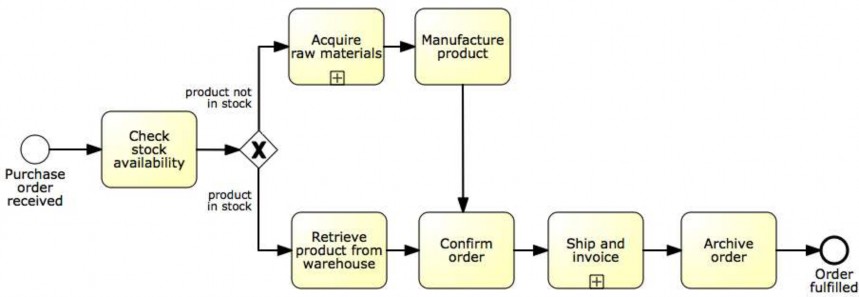 Purchase
order
received
Check
stock
availability
product not
in stock
Acquire
raw materials
Manufacture
product
X
product
in stock
Retrieve
product from
warehouse
Confirm
order
Ship and
invoice
Archive
order
Order
fulfilled